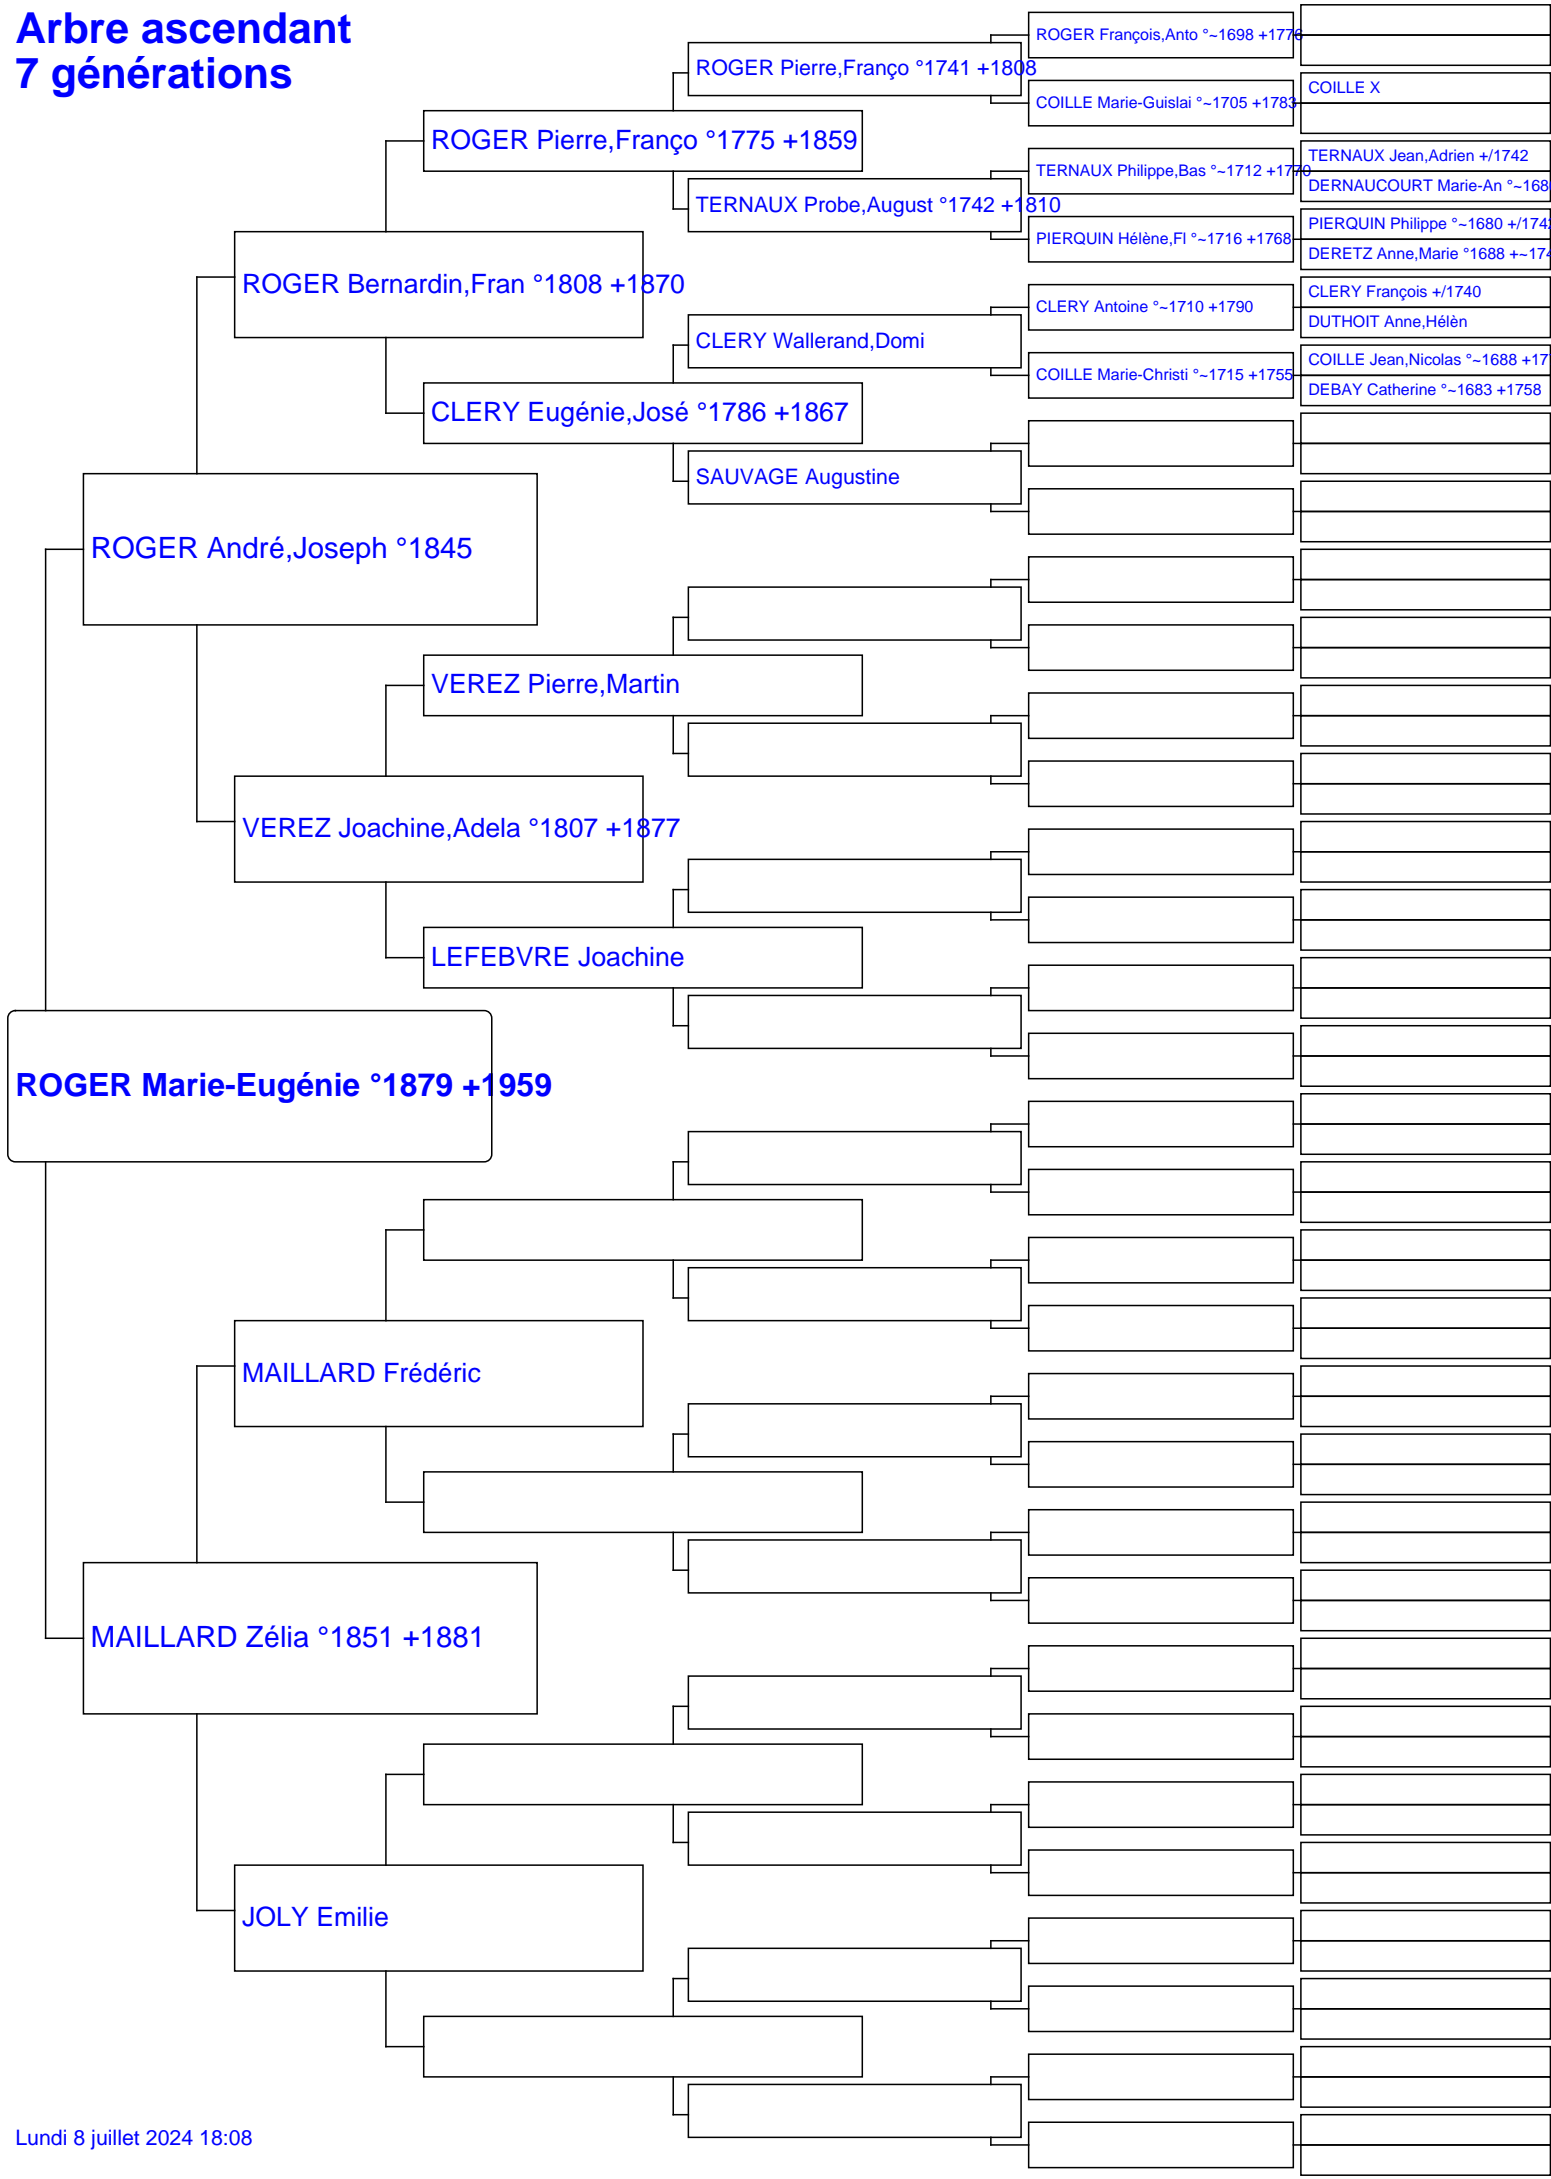 Arbre ascendant
7 générations
ROGER François,Anto °~1698 +1776
ROGER Pierre,Franço °1741 +1808
COILLE Marie-Guislai °~1705 +1783
COILLE X
ROGER Pierre,Franço °1775 +1859
TERNAUX Philippe,Bas °~1712 +1770
TERNAUX Jean,Adrien +/1742
DERNAUCOURT Marie-An °~168
TERNAUX Probe,August °1742 +1810
PIERQUIN Hélène,Fl °~1716 +1768
PIERQUIN Philippe °~1680 +/174
DERETZ Anne,Marie °1688 +~174
ROGER Bernardin,Fran °1808 +1870
CLERY Antoine °~1710 +1790
CLERY François +/1740
DUTHOIT Anne,Hélèn
CLERY Wallerand,Domi
COILLE Marie-Christi °~1715 +1755
COILLE Jean,Nicolas °~1688 +17
DEBAY Catherine °~1683 +1758
CLERY Eugénie,José °1786 +1867
SAUVAGE Augustine
ROGER André,Joseph °1845
VEREZ Pierre,Martin
VEREZ Joachine,Adela °1807 +1877
LEFEBVRE Joachine
ROGER Marie-Eugénie °1879 +1959
MAILLARD Frédéric
MAILLARD Zélia °1851 +1881
JOLY Emilie
Lundi 8 juillet 2024 18:08